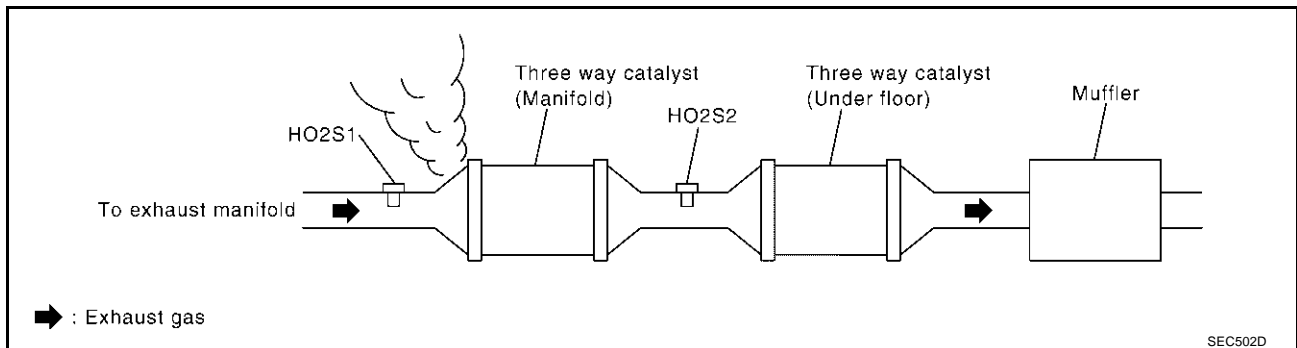 Three way catalyst
(Manifold)
Three way catalyst
(Under floor)
Muffler
HO2S1
HO2S2
To exhaust manifold
: Exhaust gas
SEC502D